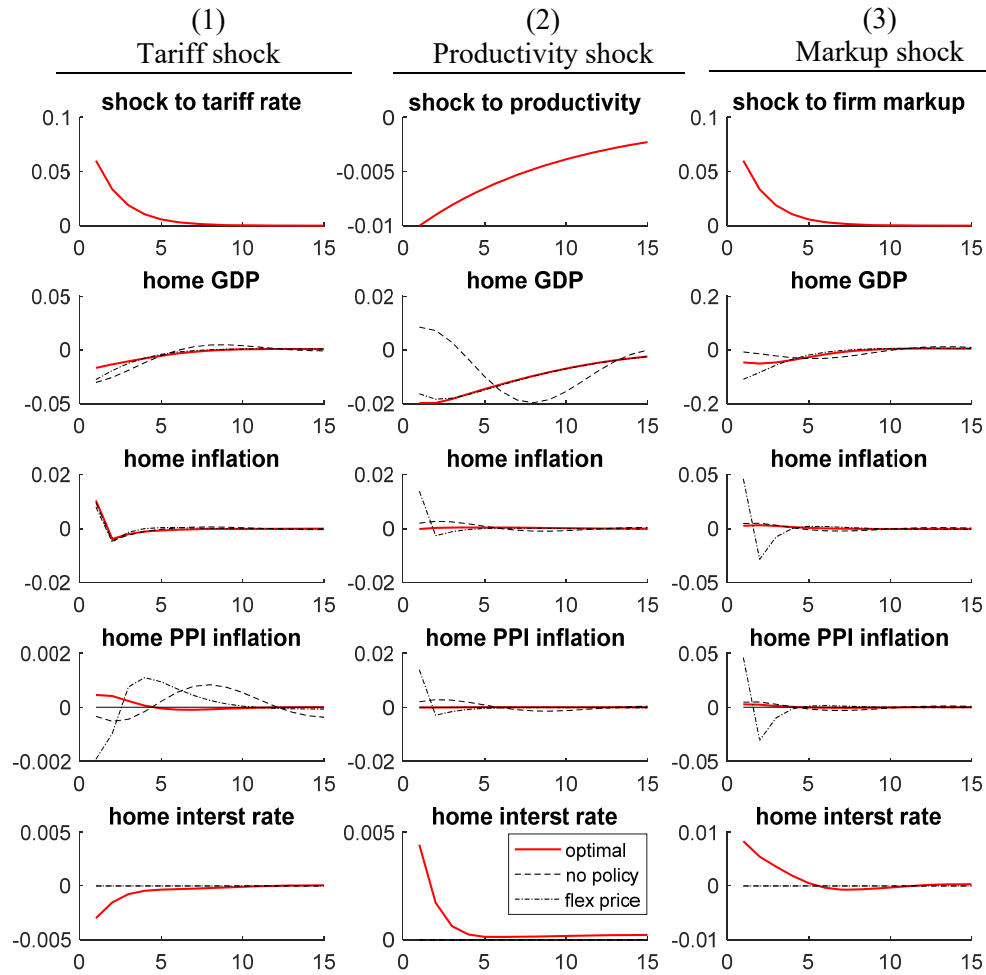 (1) (2) (3)
Tariff shock Productivity shock Markup shock
shock to tariff rate shock to productivity shock to firm markup
0.1 0 0.1
0.05 -0.005 0.05
0 -0.01 0
0 5 10 15 0 5 10 15 0 5 10 15
home GDP home GDP home GDP
0.05 0.02 0.2
0 0 0
-0.05 -0.02 -0.2
0 5 10 15 0 5 10 15 0 5 10 15
home inflation home inflation home inflation
0.02 0.02 0.05
0 0 0
-0.02 -0.02 -0.05
0 5 10 15 0 5 10 15 0 5 10 15
home PPI inflation home PPI inflation home PPI inflation
0.002 0.02 0.05
0 0 0
-0.002 -0.02 -0.05
0 5 10 15 0 5 10 15 0 5 10 15
home interst rate home interst rate home interst rate
0.005 0.005 0.01
optimal
no policy
flex price
0 0
-0.005 0 -0.01
0 5 10 15 0 5 10 15 0 5 10 15